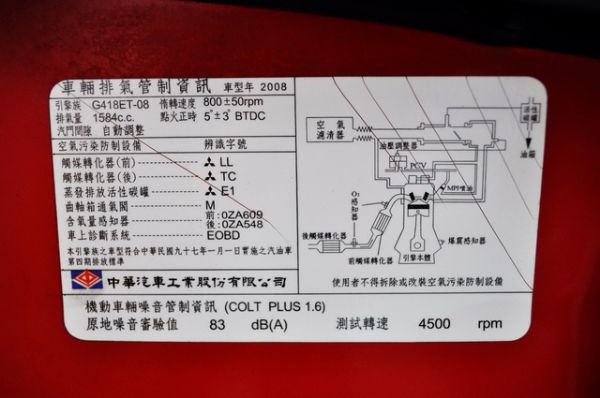 車輛排氣管制資訊 車型年 2008
引擎族 G418ET-08 惰轉速度 800±50rpm
排氣量 1584c.c. 點火正時 5°±3° BTDC
汽門間隙 自動調整
空氣污染防制設備 辨識字號
觸媒轉化器(前) LL
觸媒轉化器(後) TC
蒸發排放活性碳罐 E1
曲軸箱通氣閥 M
含氧量感知器 前:0ZA609
後:0ZA548
車上診斷系統 EOBD
本引擎族之車型符合中華民國九十七年一月一日實施之汽油車
第四期排放標準
中華汽車工業股份有限公司
空氣
濾清器
活性
碳罐
油箱
油壓調整器
PCV
MPI噴油
O₂
感知器
後觸媒轉化器
前觸媒轉化器
引擎本體
爆震感知器
使用者不得拆除或改裝空氣污染防制設備
機動車輛噪音管制資訊 (COLT PLUS 1.6)
原地噪音審驗值 83 dB(A) 測試轉速 4500 rpm